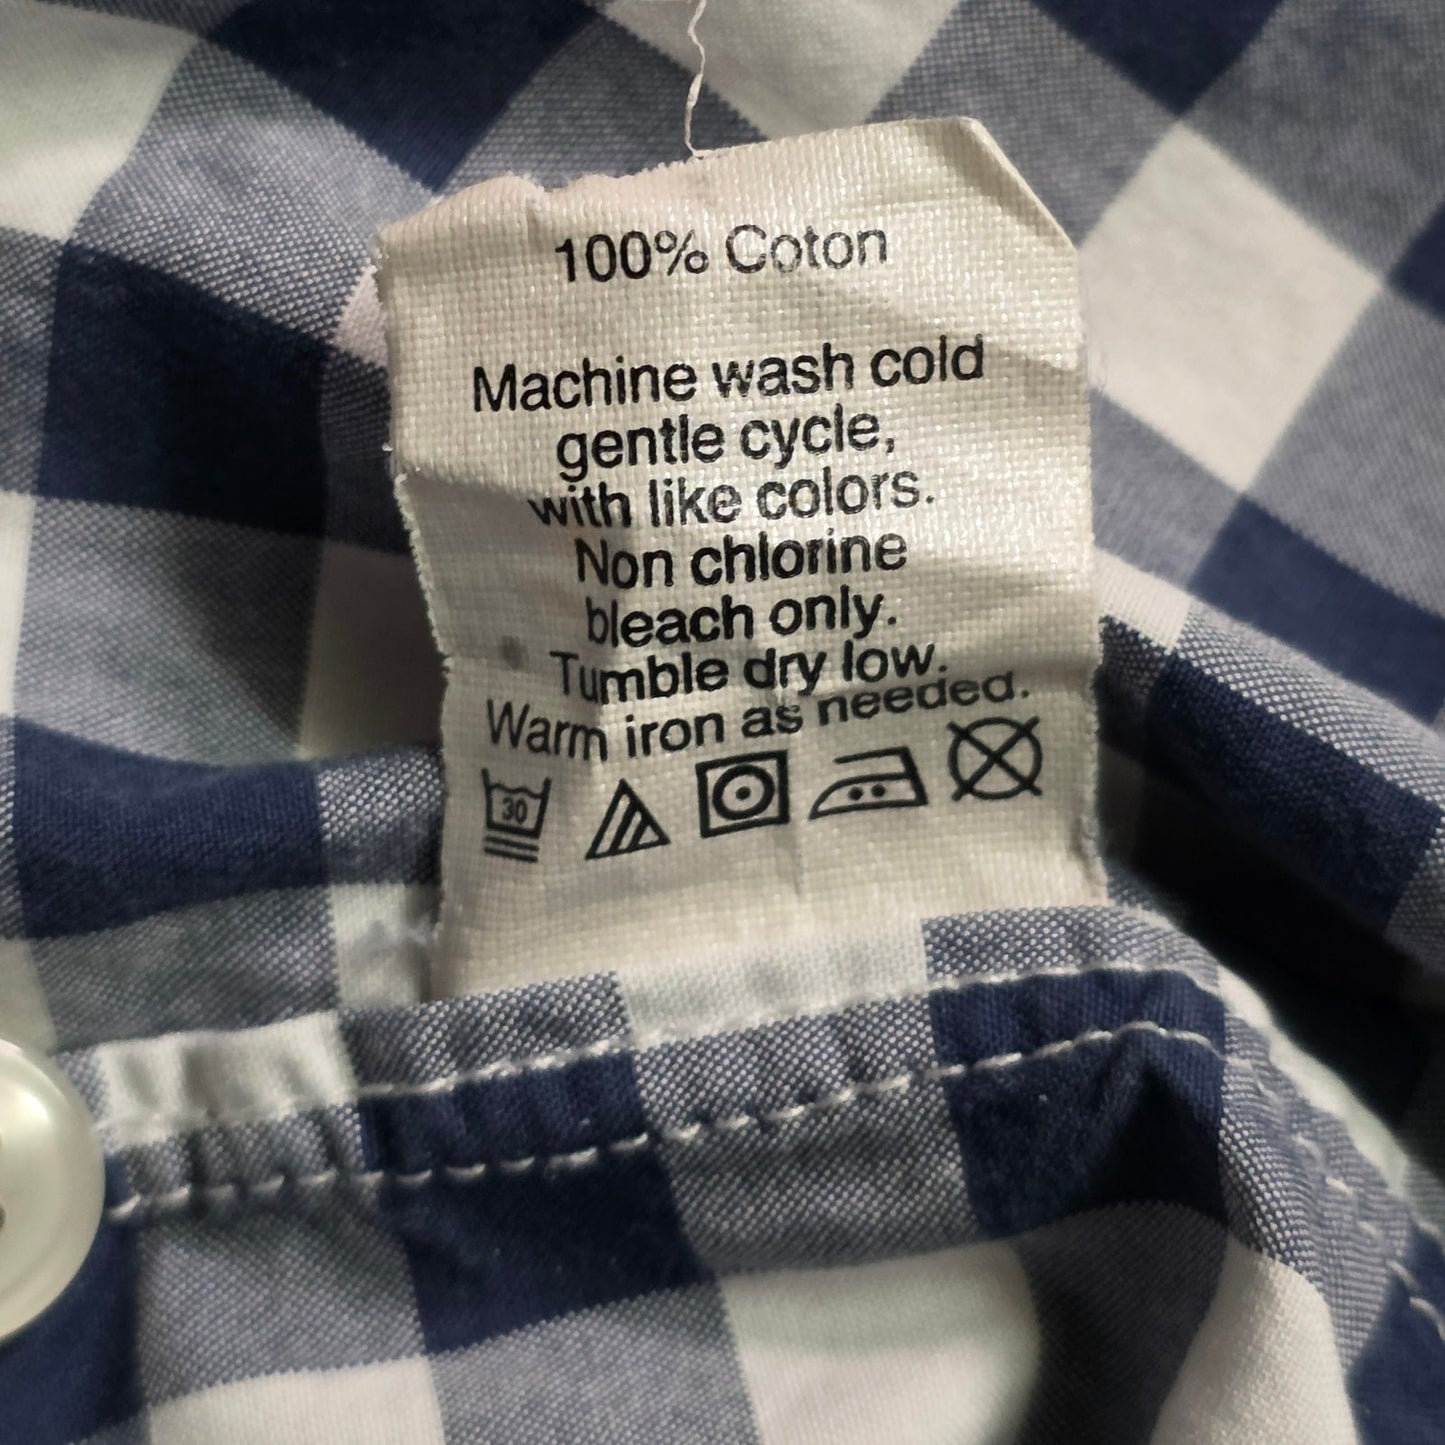 100% Coton
Machine wash cold
gentle cycle,
with like colors.
Non chlorine
bleach only.
Tumble dry low.
Warm iron as needed.
30